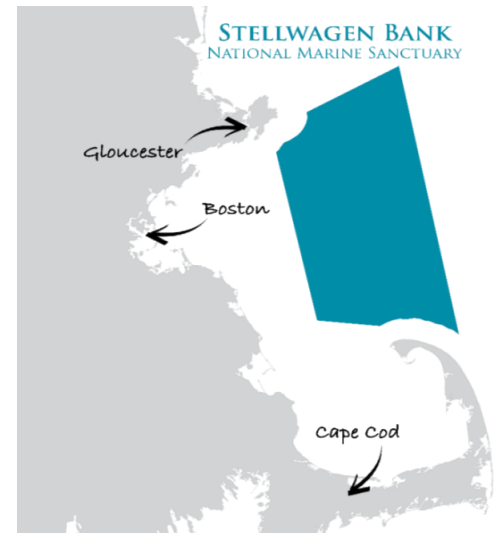 STELLWAGEN BANK
NATIONAL MARINE SANCTUARY
Gloucester
Boston
Cape Cod